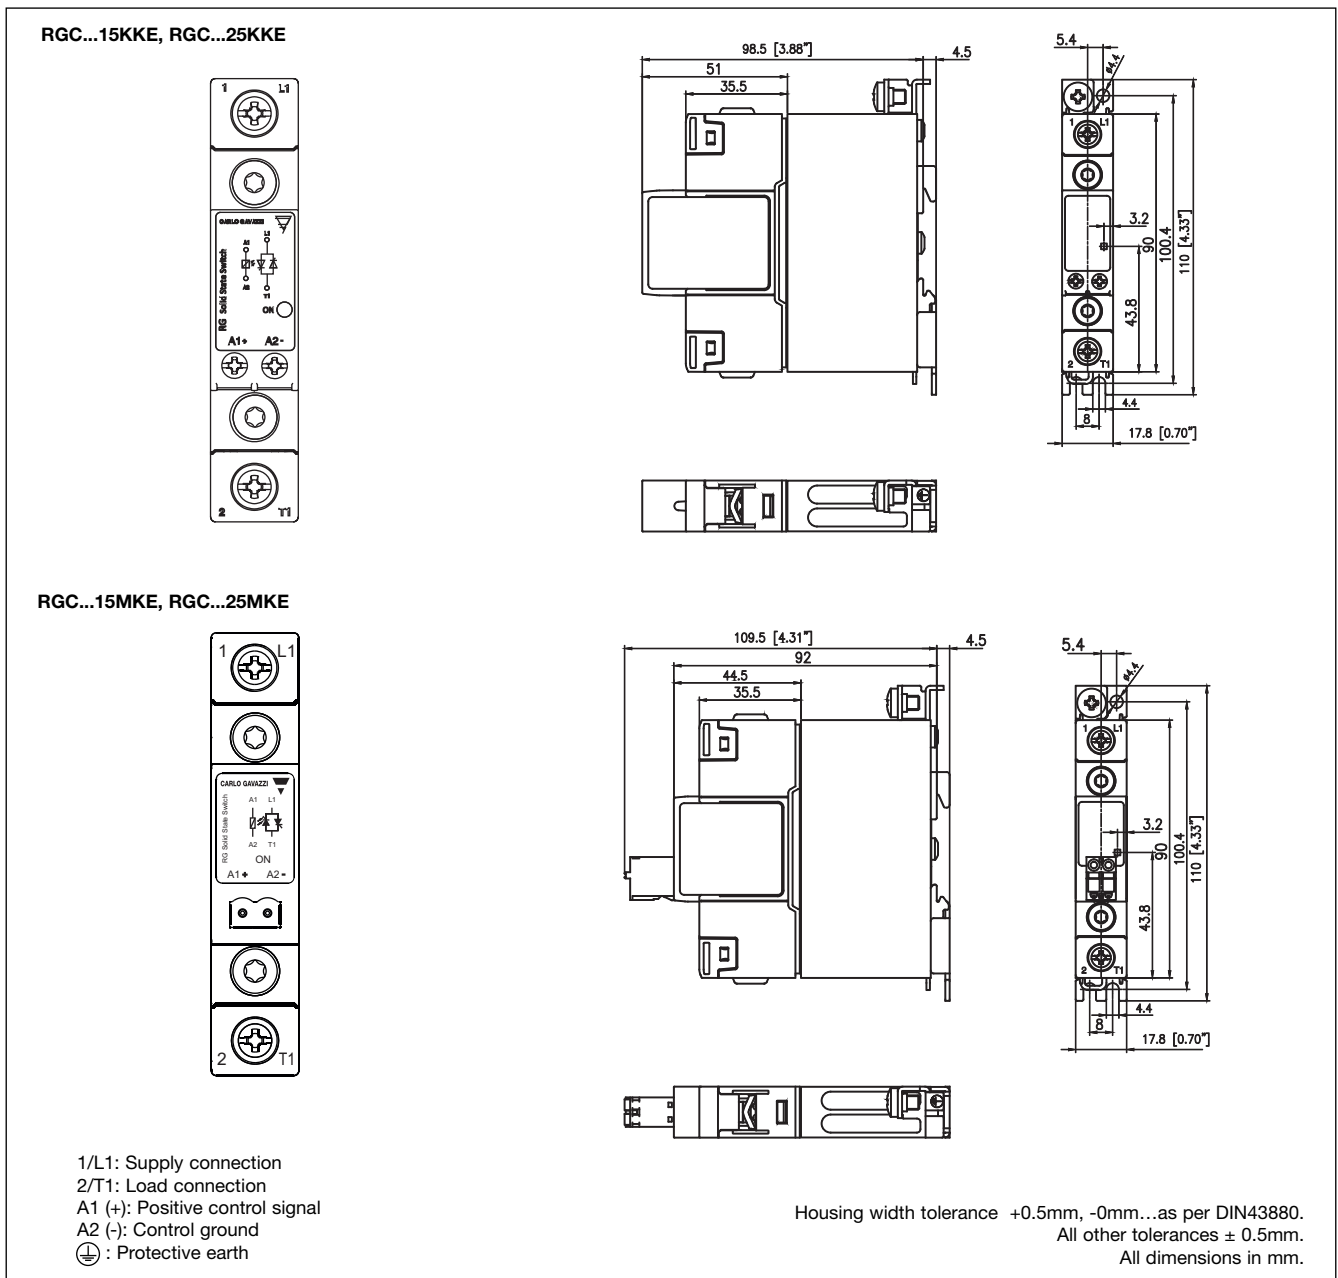 RGC...15KKE, RGC...25KKE
1 L1
CARLO GAVAZZI
RG Solid State Switch
A1 L1
A2 T1
ON
A1+ A2-
2 T1
98.5 [3.88"]
4.5
51
35.5
5.4
ø4.4
1 L1
3.2
90
100.4
110 [4.33"]
43.8
2 T1
4.4
8
17.8 [0.70"]
RGC...15MKE, RGC...25MKE
1 L1
CARLO GAVAZZI
RG Solid State Switch
A1 L1
A2 T1
ON
A1+ A2-
2 T1
109.5 [4.31"]
4.5
92
44.5
35.5
5.4
ø4.4
1 L1
3.2
90
100.4
110 [4.33"]
43.8
2 T1
4.4
8
17.8 [0.70"]
1/L1: Supply connection
2/T1: Load connection
A1 (+): Positive control signal
A2 (-): Control ground
: Protective earth
Housing width tolerance +0.5mm, -0mm...as per DIN43880.
All other tolerances ± 0.5mm.
All dimensions in mm.